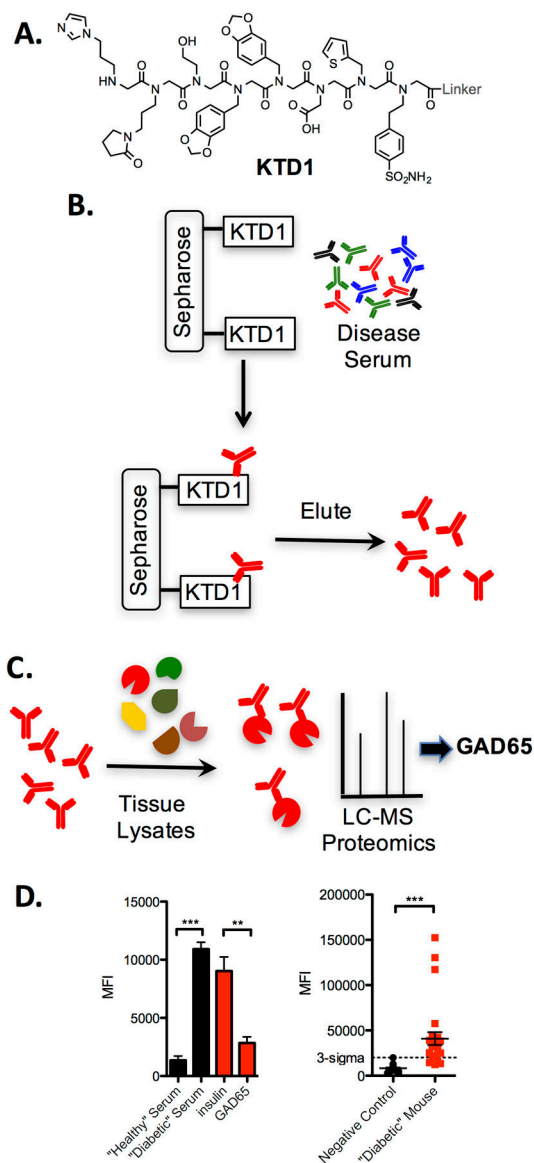 A.
N
N
HN
O
N
O
N
OH
O
N
O
O
O
N
O
N
O
S
N
O
N
O
Linker
N
O
O
O
O
OH
SO₂NH₂
KTD1
B.
Sepharose
KTD1
KTD1
Disease
Serum
Sepharose
KTD1
KTD1
Elute
C.
Tissue
Lysates
LC-MS
Proteomics
GAD65
D.
MFI
15000
10000
5000
0
***
**
"Healthy" Serum
"Diabetic" Serum
insulin
GAD65
MFI
200000
150000
100000
50000
3-sigma
0
***
Negative Control
"Diabetic" Mouse